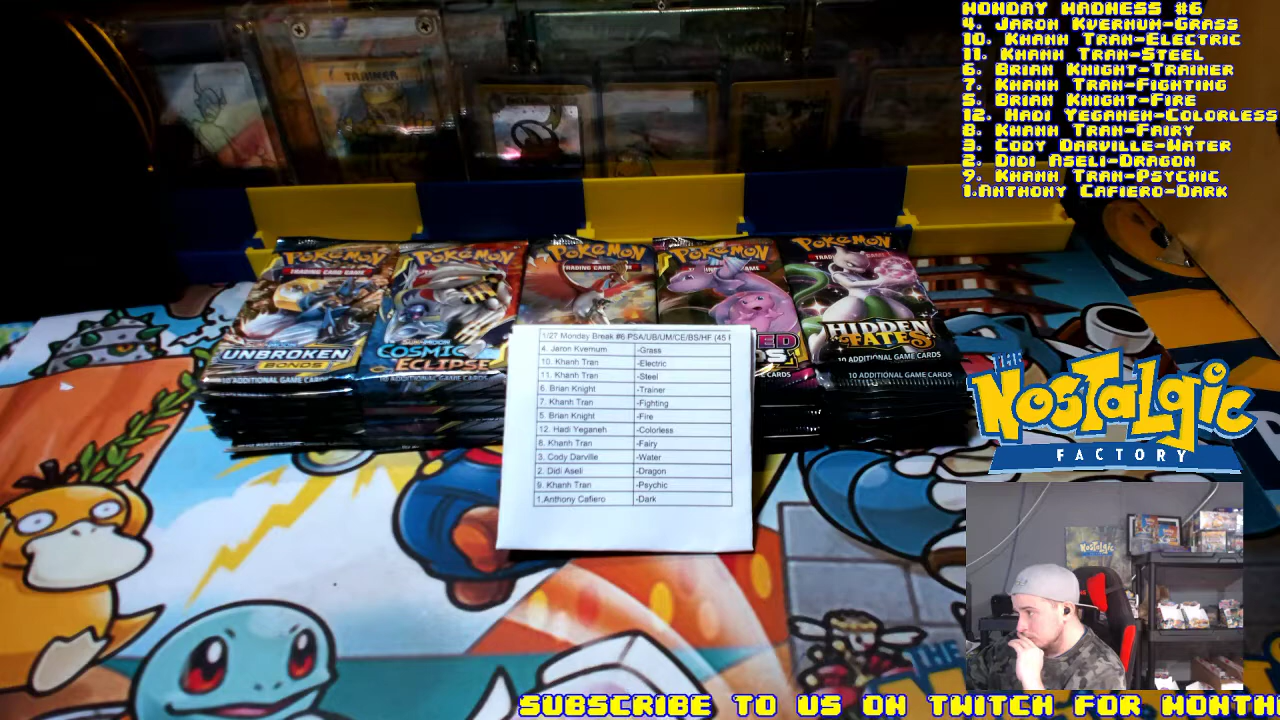 MONDAY MADNESS #6
4. JARON KVERNUM-GRASS
10. KHANH TRAN-ELECTRIC
11. KHANH TRAN-STEEL
6. BRIAN KNIGHT-TRAINER
7. KHANH TRAN-FIGHTING
5. BRIAN KNIGHT-FIRE
12. HADI YEGANEH-COLORLESS
8. KHANH TRAN-FAIRY
3. CODY DARVILLE-WATER
2. DIDI ASELI-DRAGON
9. KHANH TRAN-PSYCHIC
1.ANTHONY CAFIERO-DARK
TRAINER
POKéMON POKéMON POKéMON POKéMON POKéMON
TRADING CARD GAME
UNBROKEN
BONDS
COSMIC
ECLIPSE
HIDDEN
FATES
10 ADDITIONAL GAME CARDS
10 ADDITIONAL GAME CARDS
1/27 Monday Break #6 PSA/UB/UM/CE/BS/HF (45
4. Jaron Kvernum -Grass
10. Khanh Tran -Electric
11. Khanh Tran -Steel
6. Brian Knight -Trainer
7. Khanh Tran -Fighting
5. Brian Knight -Fire
12. Hadi Yeganeh -Colorless
8. Khanh Tran -Fairy
3. Cody Darville -Water
2. Didi Aseli -Dragon
9. Khanh Tran -Psychic
1.Anthony Cafiero -Dark
THE
NOSTALGIC
FACTORY
NOSTALGIC
THE
SUBSCRIBE TO US ON TWITCH FOR MONTH